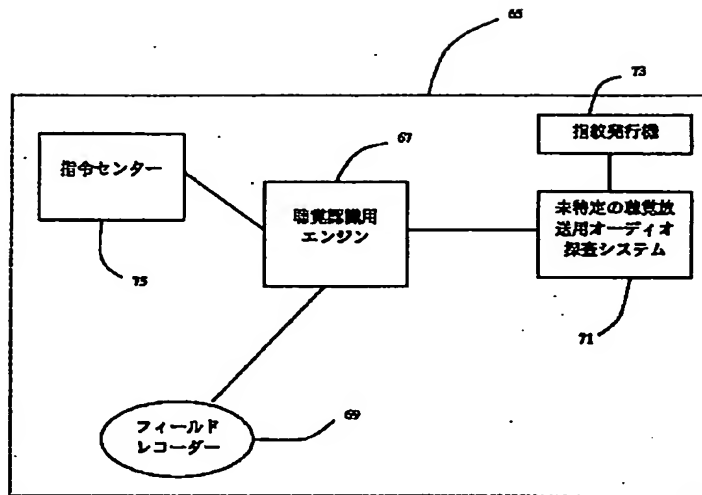 65
73
指紋発行機
67
指令センター
聴覚認識用
エンジン
未特定の聴覚放
送用オーディオ
探査システム
75
71
フィールド
レコーダー
69